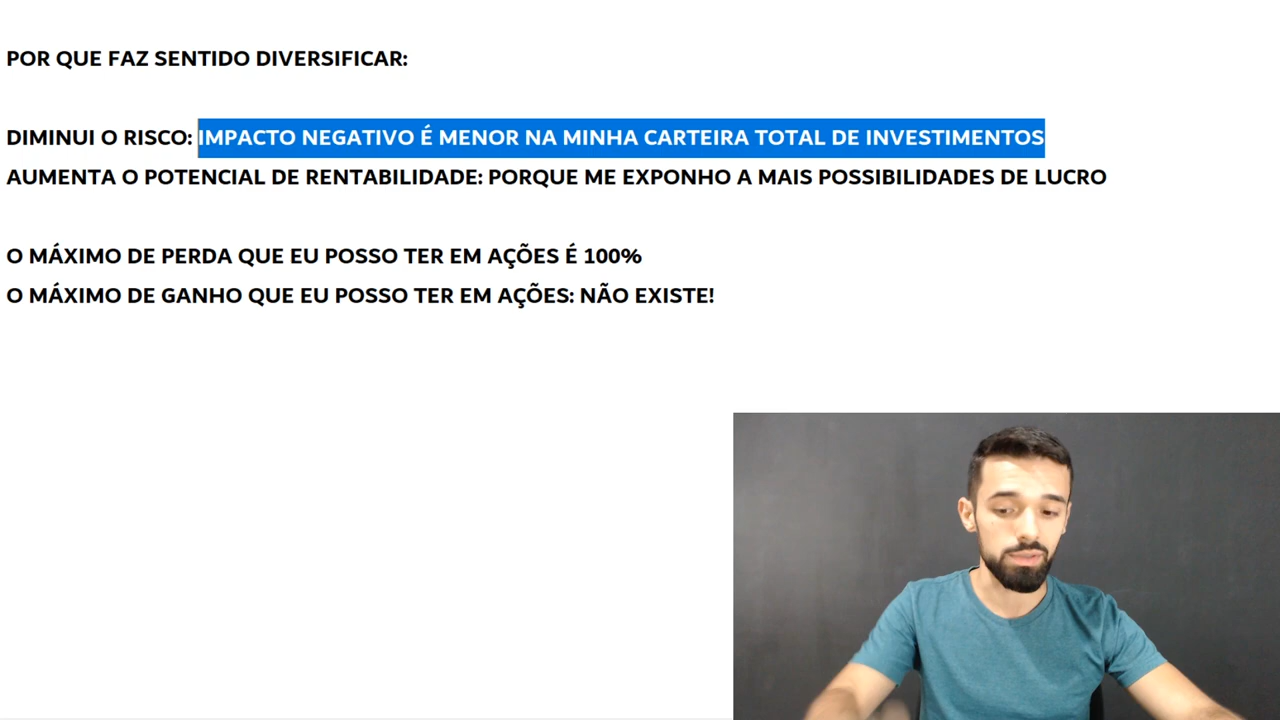 POR QUE FAZ SENTIDO DIVERSIFICAR:
DIMINUI O RISCO: IMPACTO NEGATIVO É MENOR NA MINHA CARTEIRA TOTAL DE INVESTIMENTOS
AUMENTA O POTENCIAL DE RENTABILIDADE: PORQUE ME EXPONHO A MAIS POSSIBILIDADES DE LUCRO
O MÁXIMO DE PERDA QUE EU POSSO TER EM AÇÕES É 100%
O MÁXIMO DE GANHO QUE EU POSSO TER EM AÇÕES: NÃO EXISTE!